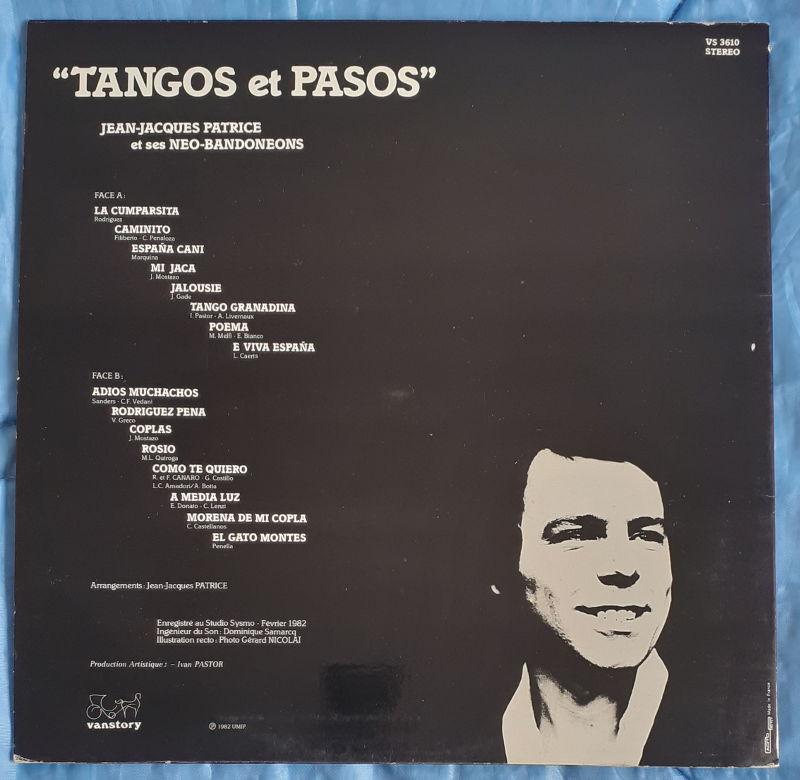 VS 3610
STEREO
“TANGOS et PASOS”
JEAN-JACQUES PATRICE
et ses NEO-BANDONEONS
FACE A :
LA CUMPARSITA
Rodriguez
CAMINITO
Filiberto - C. Penaloza
ESPAÑA CANI
Marquina
MI JACA
J. Mostazo
JALOUSIE
J. Gade
TANGO GRANADINA
I. Pastor - A. Livernaux
POEMA
M. Melfi - E. Bianco
E VIVA ESPAÑA
L. Caerts
FACE B :
ADIOS MUCHACHOS
Sanders - C.F. Vedani
RODRIGUEZ PENA
V. Greco
COPLAS
J. Mostazo
ROSIO
M.L. Quiroga
COMO TE QUIERO
R. et F. CANARO - G. Castillo
L.C. Amadori/A. Botta
A MEDIA LUZ
E. Donato - C. Lenzi
MORENA DE MI COPLA
C. Castellanos
EL GATO MONTES
Penella
Arrangements : Jean-Jacques PATRICE
Enregistré au Studio Sysmo - Février 1982
Ingénieur du Son : Dominique Samarcq
Illustration recto : Photo Gérard NICOLAÏ
Production Artistique : – Ivan PASTOR
vanstory
Ⓟ 1982 UMIP
Made in France